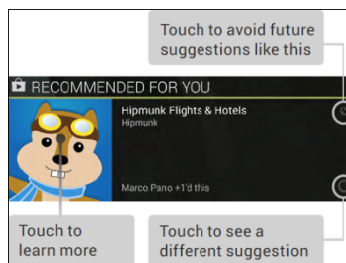 Touch to avoid future
suggestions like this
RECOMMENDED FOR YOU
Hipmunk Flights & Hotels
Hipmunk
Marco Pano +1'd this
Touch to
learn more
Touch to see a
different suggestion